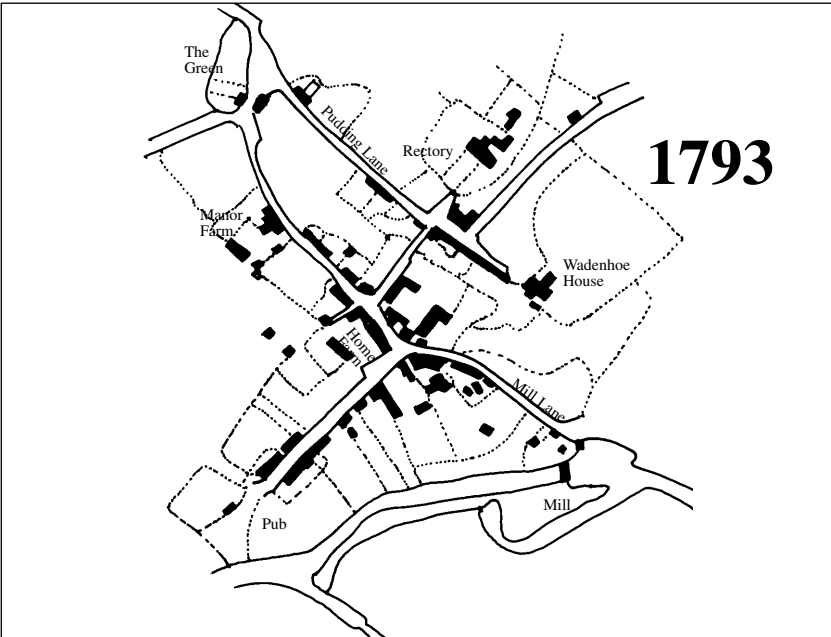 The
Green
Pudding Lane
Rectory
1793
Manor
Farm
Wadenhoe
House
Home
Farm
Mill Lane
Mill
Pub